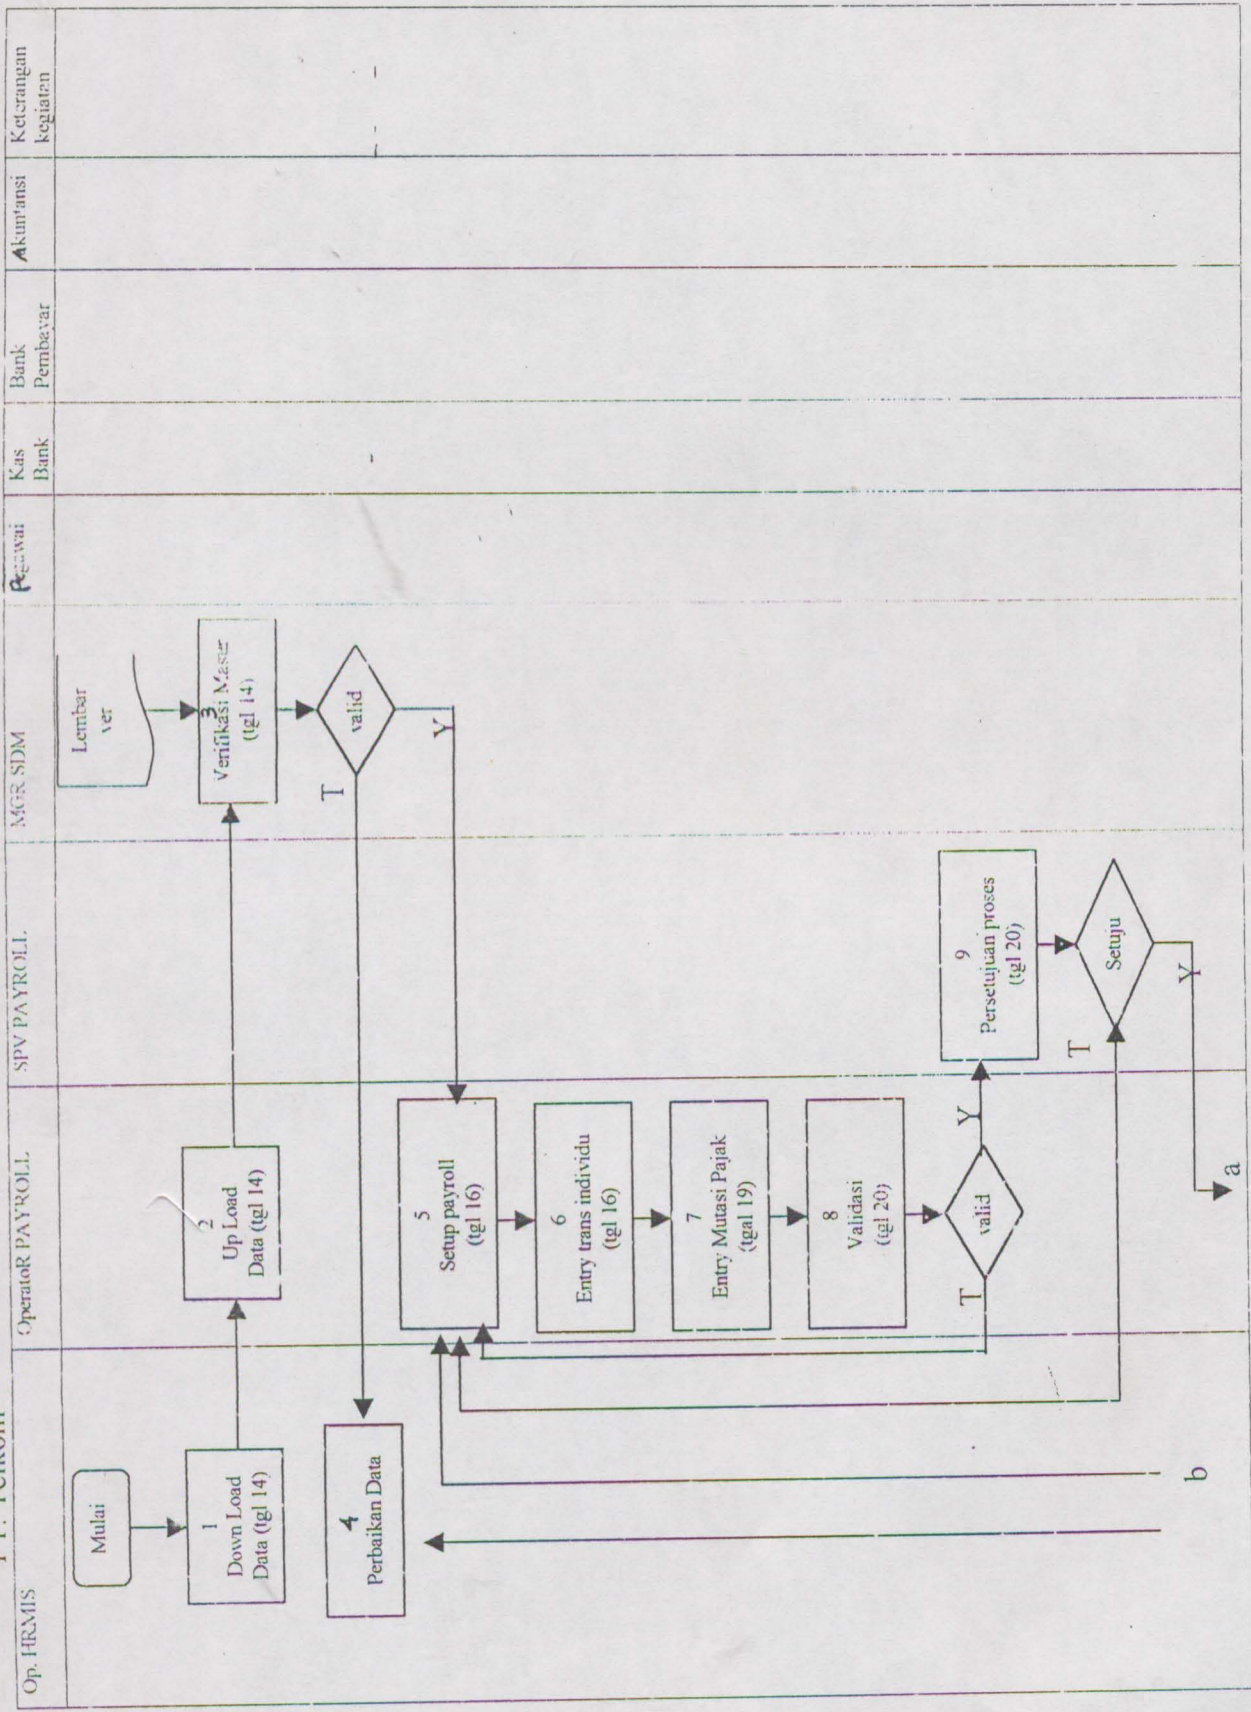 PT. Telkom
Op. HRMIS
OperatoR PAYROLL
SPV PAYROLL
MGR SDM
Pegawai
Kas
Bank
Bank
Pembayar
Akuntansi
Keterangan
kegiatan
Mulai
1
Down Load
Data (tgl 14)
2
Up Load
Data (tgl 14)
Lembar
ver
3
Verifikasi Master
(tgl 14)
valid
T
Y
4
Perbaikan Data
5
Setup payroll
(tgl 16)
6
Entry trans individu
(tgl 16)
7
Entry Mutasi Pajak
(tgal 19)
8
Validasi
(tgl 20)
valid
T
Y
9
Persetujuan proses
(tgl 20)
Setuju
T
Y
b
a